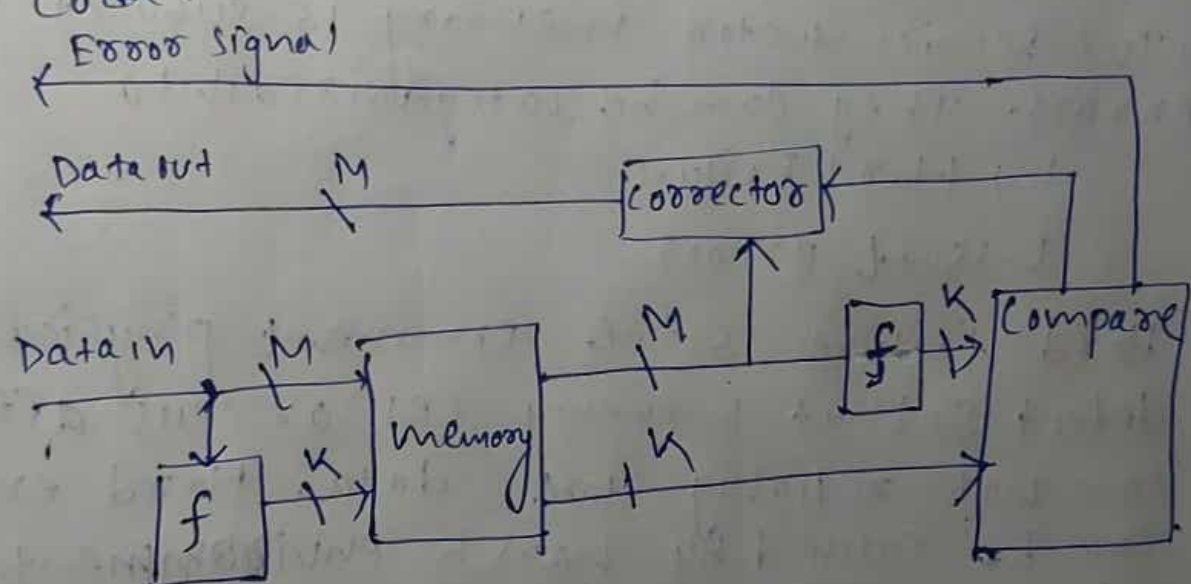 Error signal
Data out M
corrector
M K Compare
Data in M f
memory
K K
f